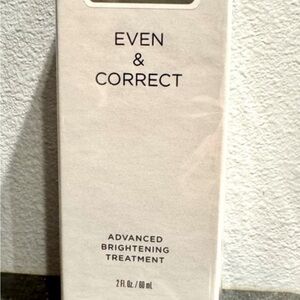 EVEN
&
CORRECT
ADVANCED
BRIGHTENING
TREATMENT
2 Fl. Oz. / 60 mL